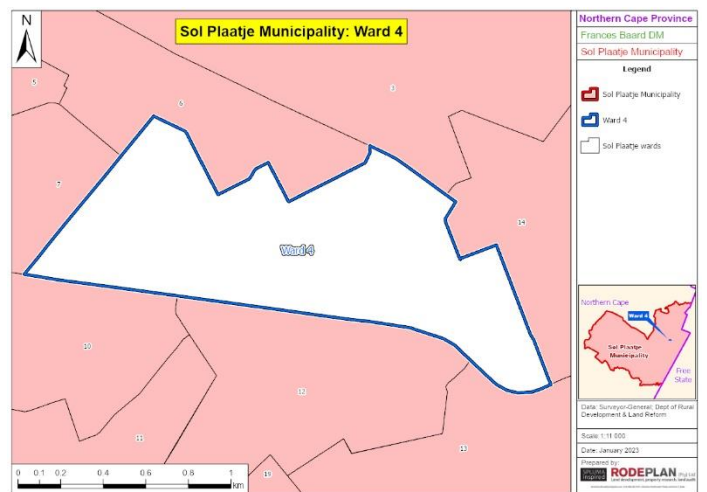 N
Sol Plaatje Municipality: Ward 4
5
6
3
7
14
Ward 4
10
12
11
13
19
0 0.1 0.2 0.4 0.6 0.8 1
km
Northern Cape Province
Frances Baard DM
Sol Plaatje Municipality
Legend
Sol Plaatje Municipality
Ward 4
Sol Plaatje wards
Northern Cape
Ward 4
Sol Plaatje
Municipality
Free
State
Data: Surveyor-General; Dept of Rural
Development & Land Reform
Scale: 1:11 000
Date: January 2023
Prepared by:
SPLUMA
Inspired
RODEPLAN (Pty) Ltd